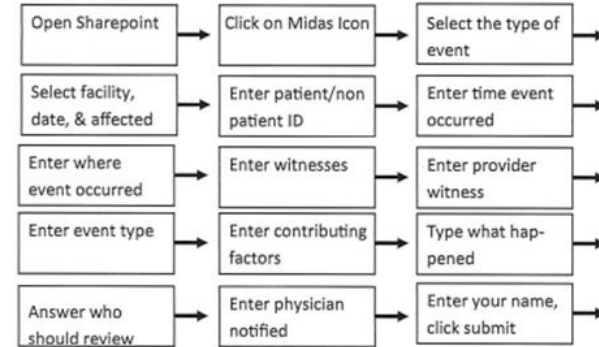 Open Sharepoint
Click on Midas Icon
Select the type of
event
Select facility,
date, & affected
Enter patient/non
patient ID
Enter time event
occurred
Enter where
event occurred
Enter witnesses
Enter provider
witness
Enter event type
Enter contributing
factors
Type what hap-
pened
Answer who
should review
Enter physician
notified
Enter your name,
click submit